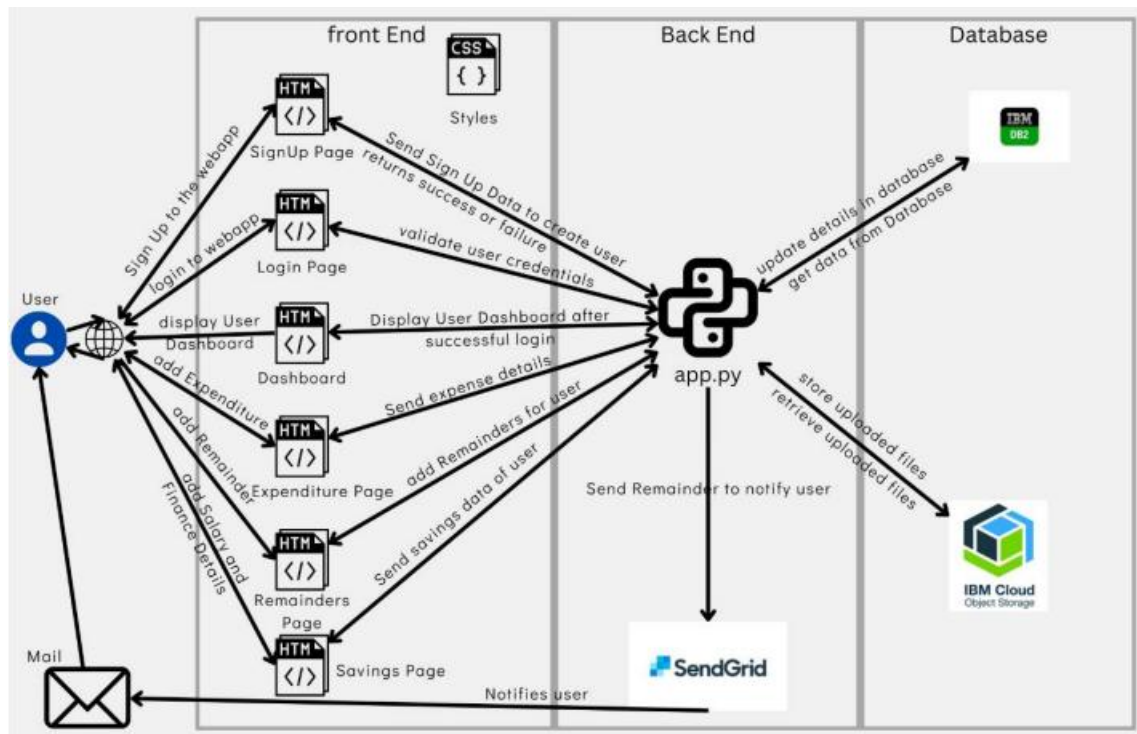 front End
Back End
Database
CSS
{ }
Styles
HTM
</>
SignUp Page
HTM
</>
Login Page
HTM
</>
Dashboard
HTM
</>
Expenditure Page
HTM
</>
Remainders
Page
HTM
</>
Savings Page
User
Mail
Sign Up to the webapp
login to webapp
display User
Dashboard
add Expenditure
add Remainder
add Salary and
Finance Details
Send Sign Up Data to create user
returns success or failure
validate user credentials
Display User Dashboard after
successful login
Send expense details
add Remainders for user
Send savings data of user
app.py
Send Remainder to notify user
SendGrid
Notifies user
update details in database
get data from Database
IBM
DB2
store uploaded files
retrieve uploaded files
IBM Cloud
Object Storage